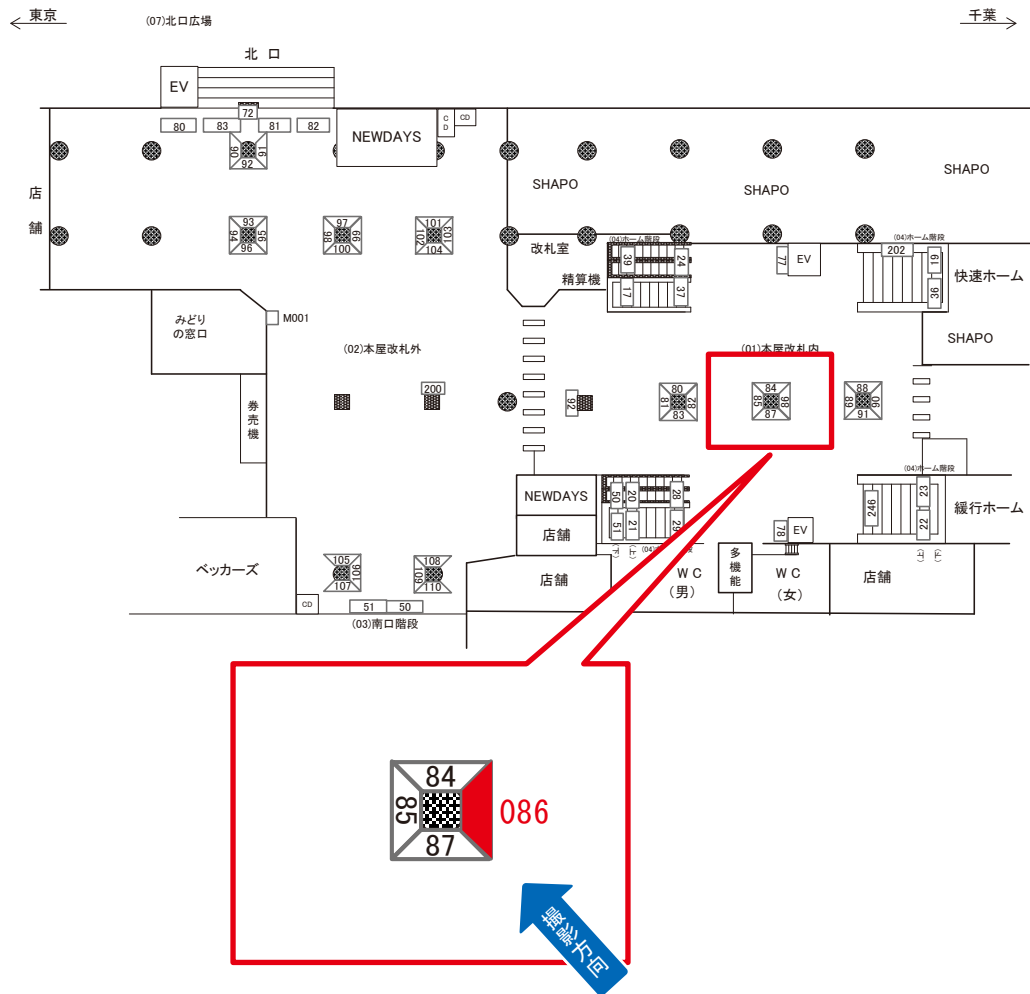 東京
(07)北口広場
千葉
北 口
EV
72
80
83
81
82
NEWDAYS
CD
CD
90
91
92
SHAPO
SHAPO
SHAPO
店
舗
93
94
95
96
97
98
99
100
101
102
103
104
改札室
精算機
(04)ホーム階段
39
24
17
37
77
EV
(04)ホーム階段
202
19
36
快速ホーム
SHAPO
みどり
の窓口
M001
(02)本屋改札外
(01)本屋改札内
200
92
80
81
82
83
84
85
86
87
88
89
90
91
券売機
NEWDAYS
店舗
50
20
28
51
21
29
(下)
(上)
78
EV
(04)ホーム階段
246
23
22
(上)
(下)
緩行ホーム
ベッカーズ
105
106
107
108
109
110
CD
51
50
(03)南口階段
店舗
WC
(男)
多機能
WC
(女)
店舗
84
85
087
086
撮影方向